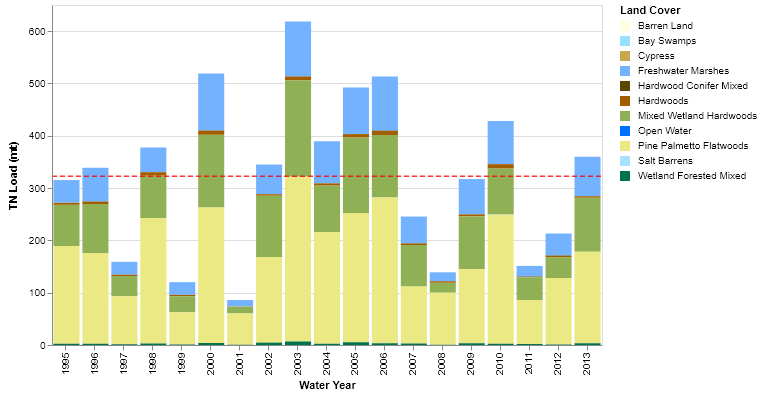 Land Cover
Barren Land
Bay Swamps
Cypress
Freshwater Marshes
Hardwood Conifer Mixed
Hardwoods
Mixed Wetland Hardwoods
Open Water
Pine Palmetto Flatwoods
Salt Barrens
Wetland Forested Mixed
TN Load (mt)
600
500
400
300
200
100
0
1995 1996 1997 1998 1999 2000 2001 2002 2003 2004 2005 2006 2007 2008 2009 2010 2011 2012 2013
Water Year